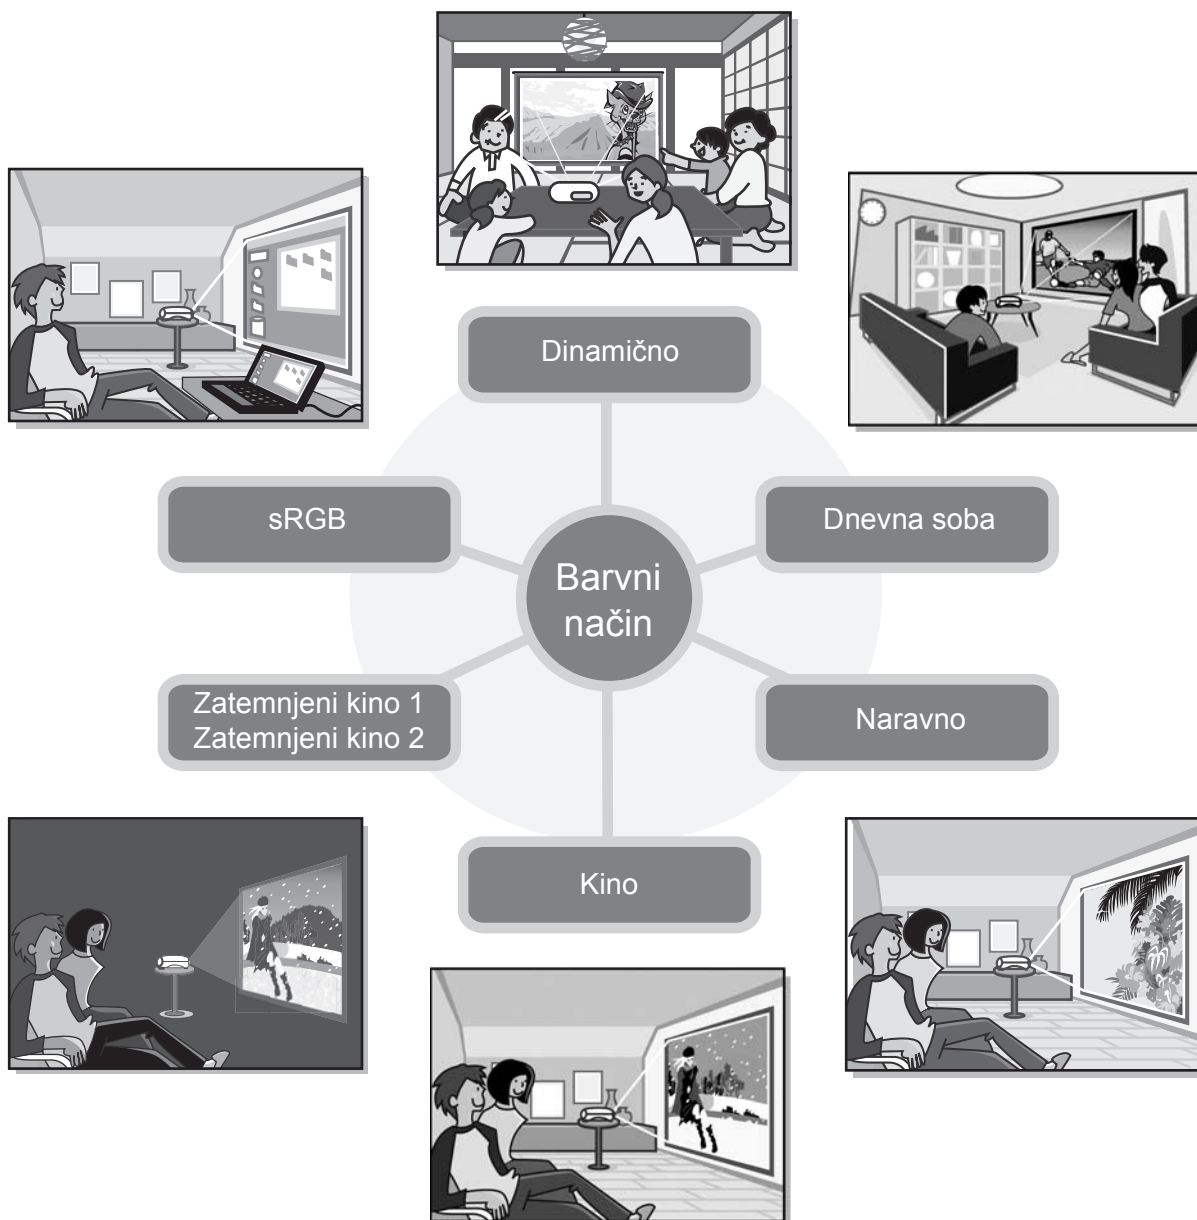 Dinamično
sRGB
Dnevna soba
Barvni
način
Zatemnjeni kino 1
Zatemnjeni kino 2
Naravno
Kino